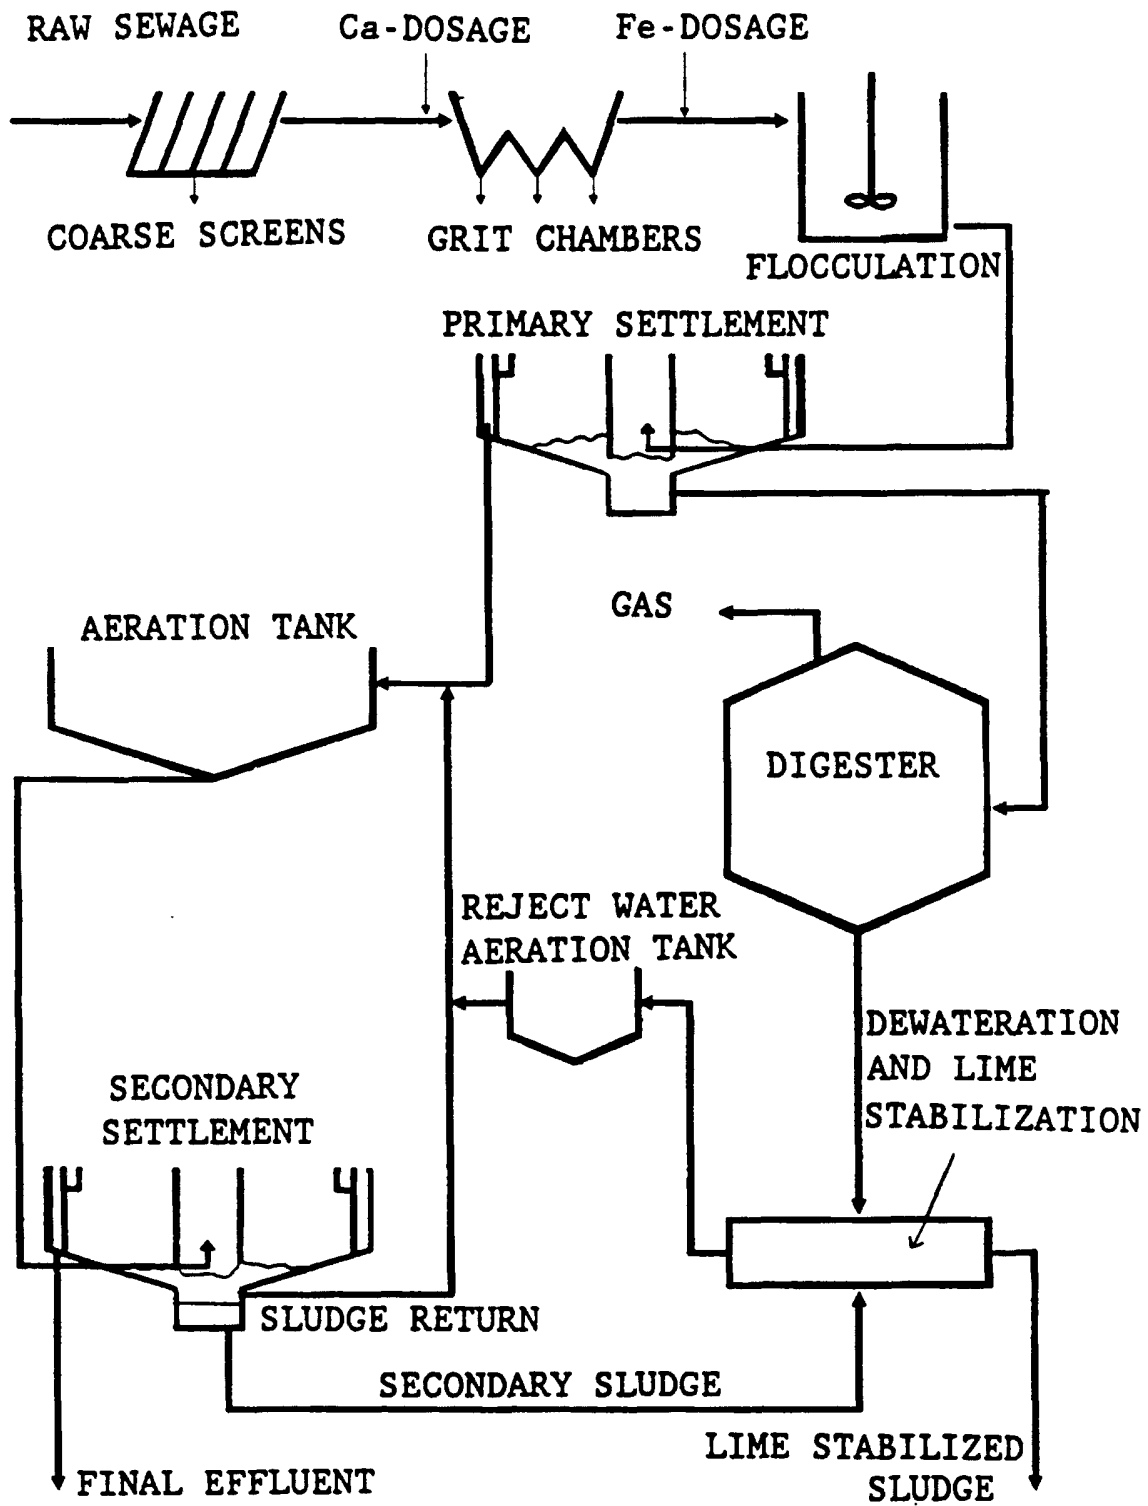 RAW SEWAGE
Ca-DOSAGE
Fe-DOSAGE
COARSE SCREENS
GRIT CHAMBERS
FLOCCULATION
PRIMARY SETTLEMENT
GAS
AERATION TANK
DIGESTER
REJECT WATER
AERATION TANK
DEWATERATION
AND LIME
STABILIZATION
SECONDARY
SETTLEMENT
SLUDGE RETURN
SECONDARY SLUDGE
LIME STABILIZED
SLUDGE
FINAL EFFLUENT